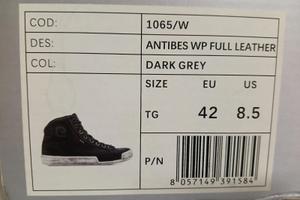 COD: 1065/W
DES: ANTIBES WP FULL LEATHER
COL: DARK GREY
SIZE EU US
TG 42 8.5
P/N
8 057149 391584